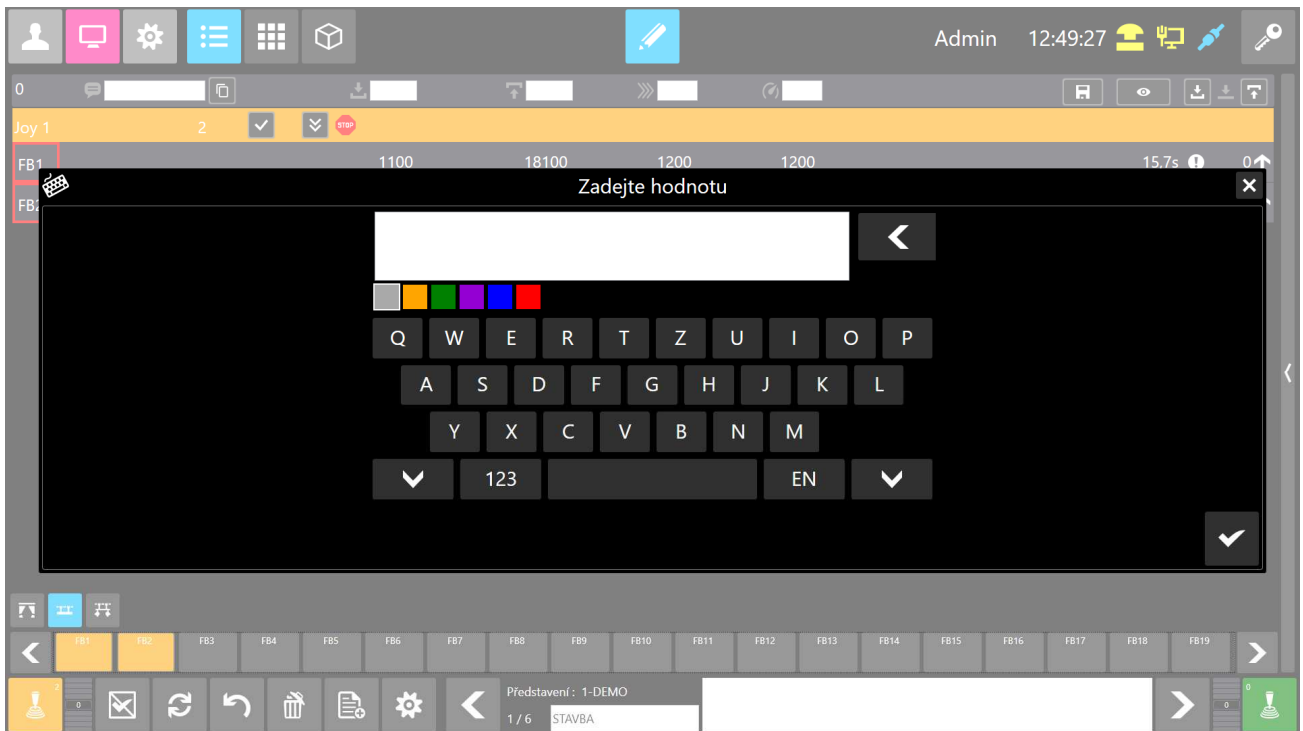 Admin 12:49:27
0
Joy 1 2 STOP
FB1 1100 18100 1200 1200 15.7s 0
Zadejte hodnotu
Q W E R T Z U I O P
A S D F G H J K L
Y X C V B N M
123 EN
FB1 FB2 FB3 FB4 FB5 FB6 FB7 FB8 FB9 FB10 FB11 FB12 FB13 FB14 FB15 FB16 FB17 FB18 FB19
2 0 Představení : 1-DEMO 0 0
1 / 6 STAVBA